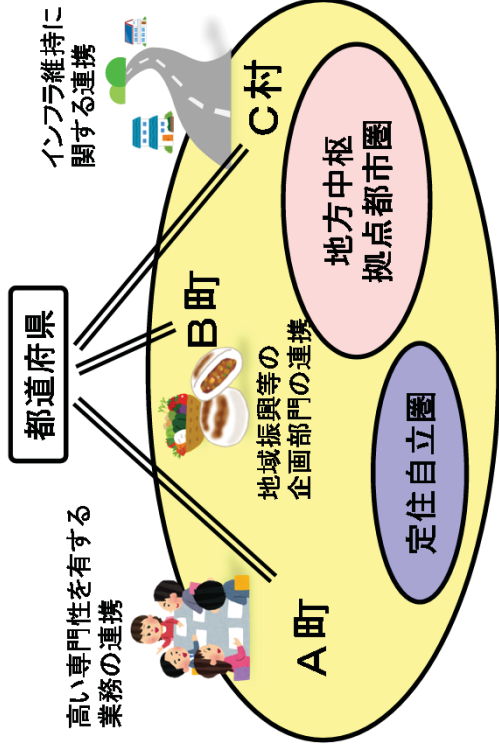 都道府県
高い専門性を有する
業務の連携
インフラ維持に
関する連携
A町
B町
C村
地域振興等の
企画部門の連携
定住自立圏
地方中枢
拠点都市圏